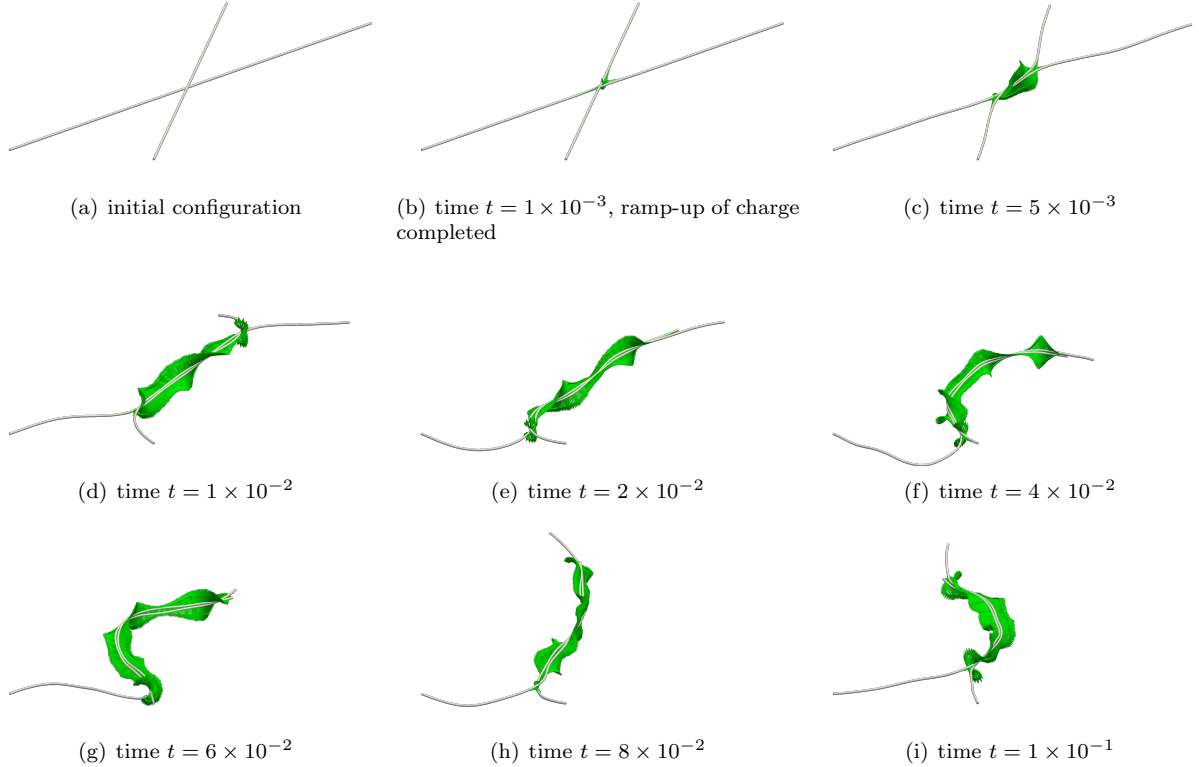 (a) initial configuration
(b) time t = 1 × 10⁻³, ramp-up of charge
completed
(c) time t = 5 × 10⁻³
(d) time t = 1 × 10⁻²
(e) time t = 2 × 10⁻²
(f) time t = 4 × 10⁻²
(g) time t = 6 × 10⁻²
(h) time t = 8 × 10⁻²
(i) time t = 1 × 10⁻¹